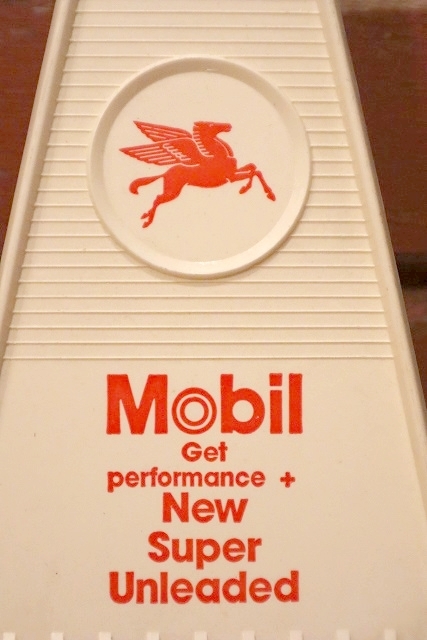 Mobil
Get
performance +
New
Super
Unleaded